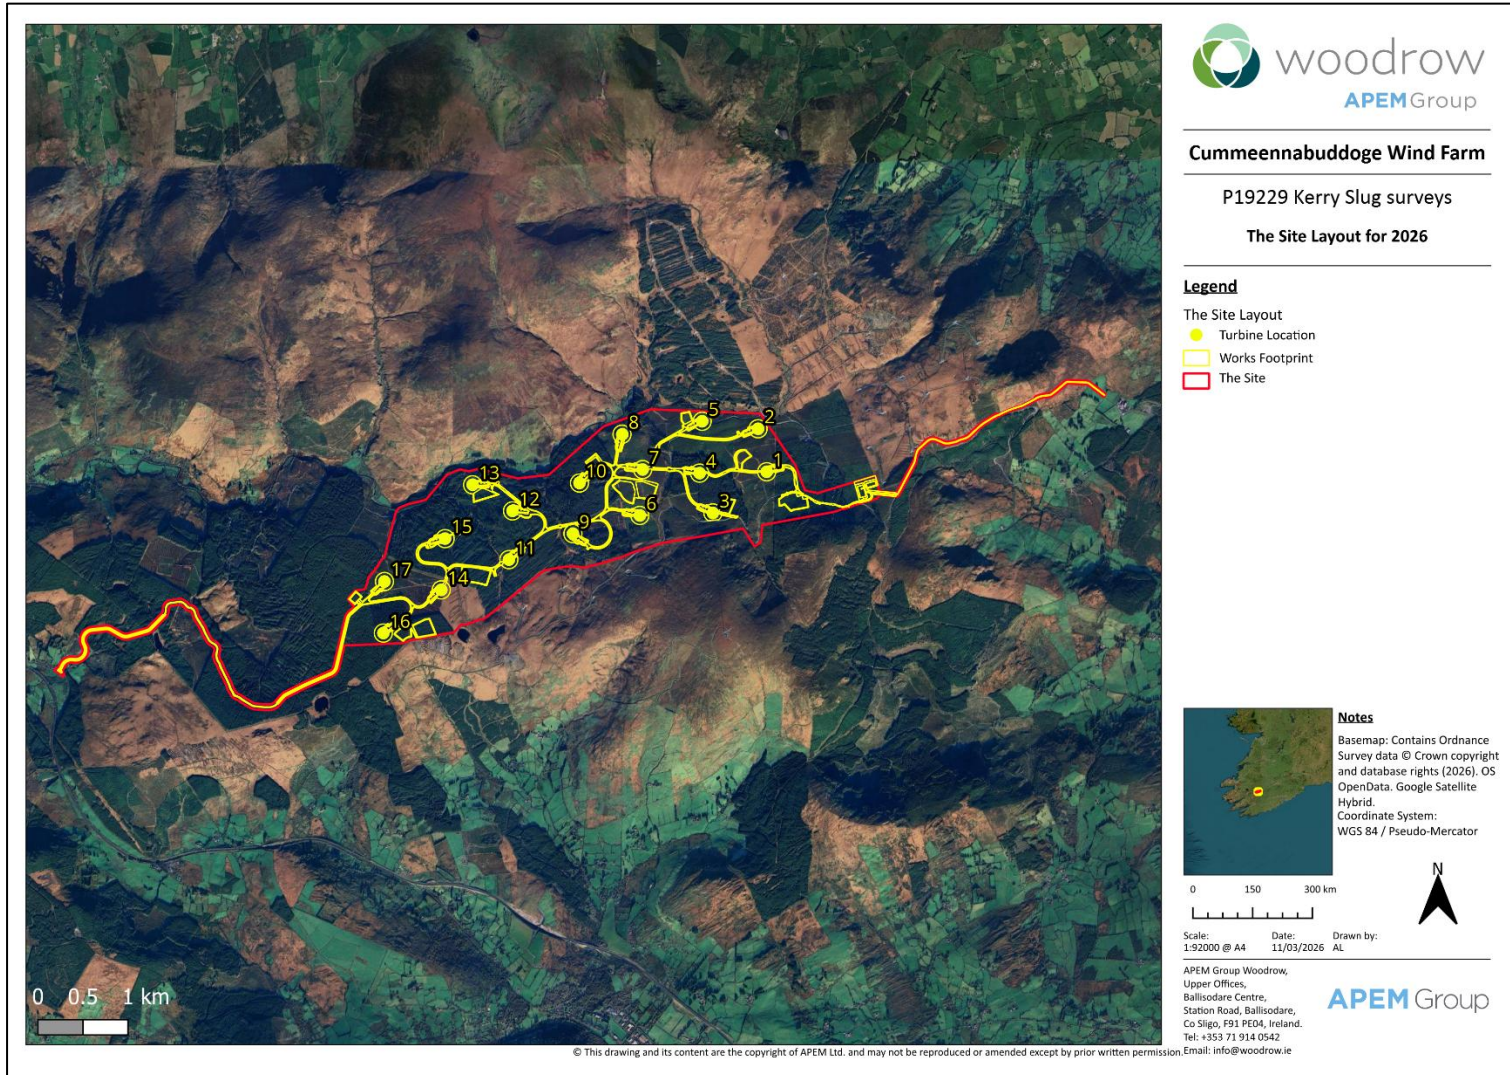 woodrow
APEM Group
Cummeennabuddoge Wind Farm
P19229 Kerry Slug surveys
The Site Layout for 2026
Legend
The Site Layout
Turbine Location
Works Footprint
The Site
5
2
8
7
4
1
10
13
12
6
3
9
15
11
17
14
16
0 0.5 1 km
Notes
Basemap: Contains Ordnance
Survey data © Crown copyright
and database rights (2026). OS
OpenData. Google Satellite
Hybrid.
Coordinate System:
WGS 84 / Pseudo-Mercator
N
0 150 300 km
Scale: Date: Drawn by:
1:92000 @ A4 11/03/2026 AL
APEM Group Woodrow,
Upper Offices,
Ballisodare Centre,
Station Road, Ballisodare,
Co Sligo, F91 PE04, Ireland.
Tel: +353 71 914 0542
Email: info@woodrow.ie
APEM Group
© This drawing and its content are the copyright of APEM Ltd. and may not be reproduced or amended except by prior written permission.